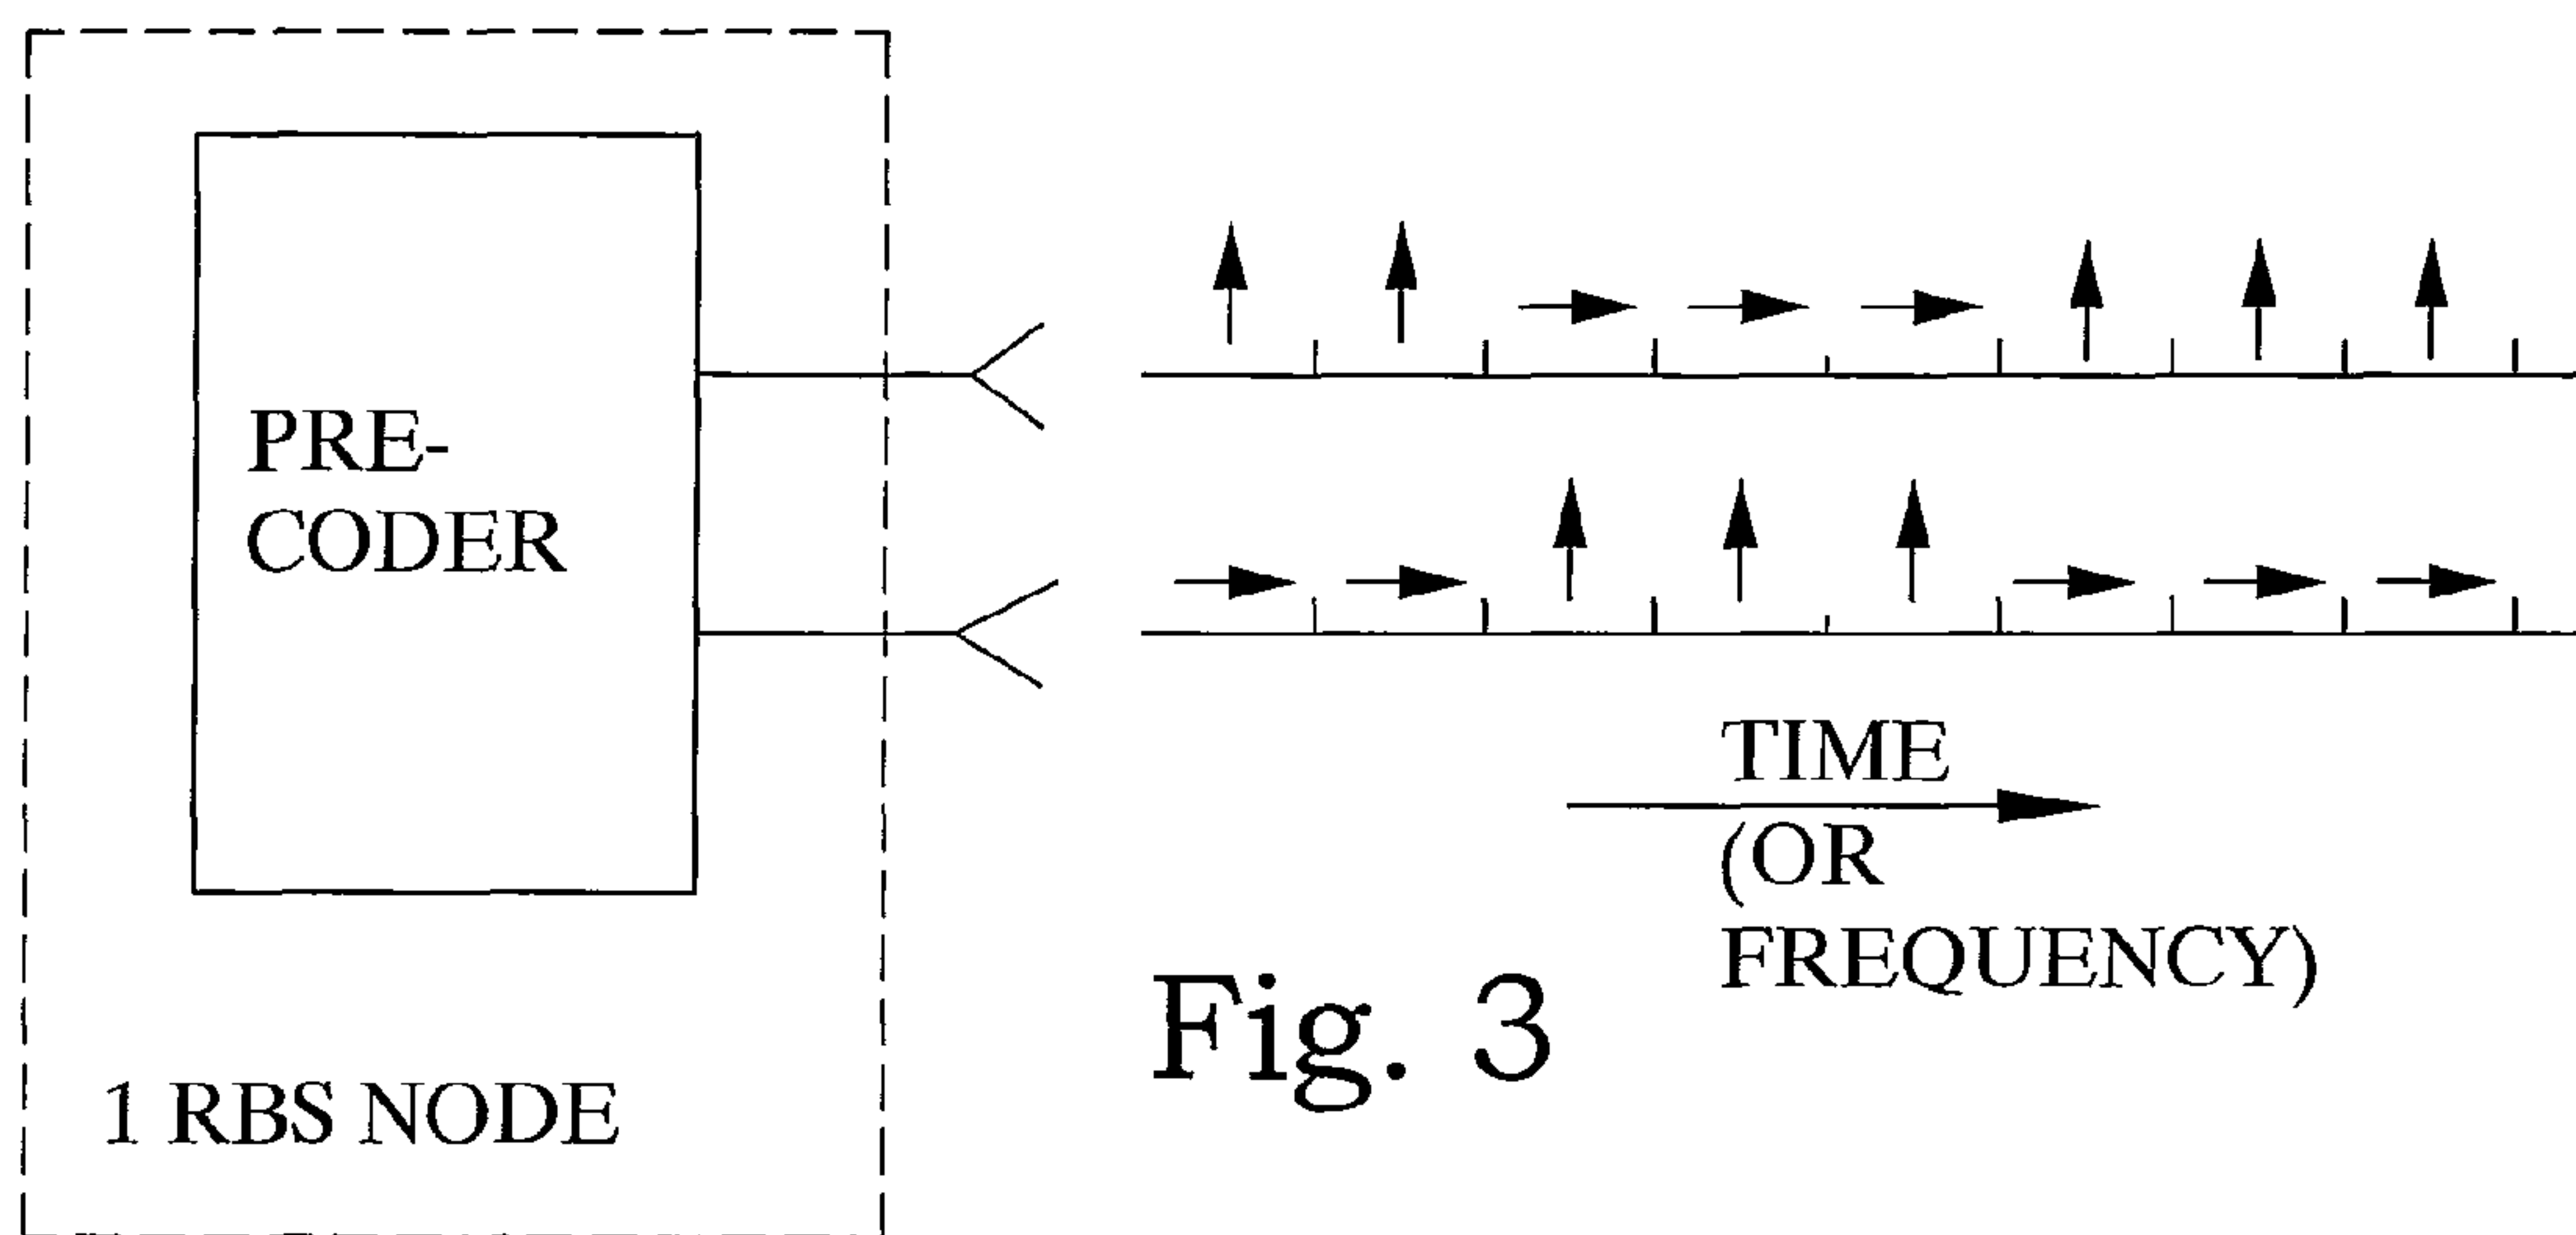 PRE-
CODER
TIME
(OR
FREQUENCY)
Fig. 3
1 RBS NODE